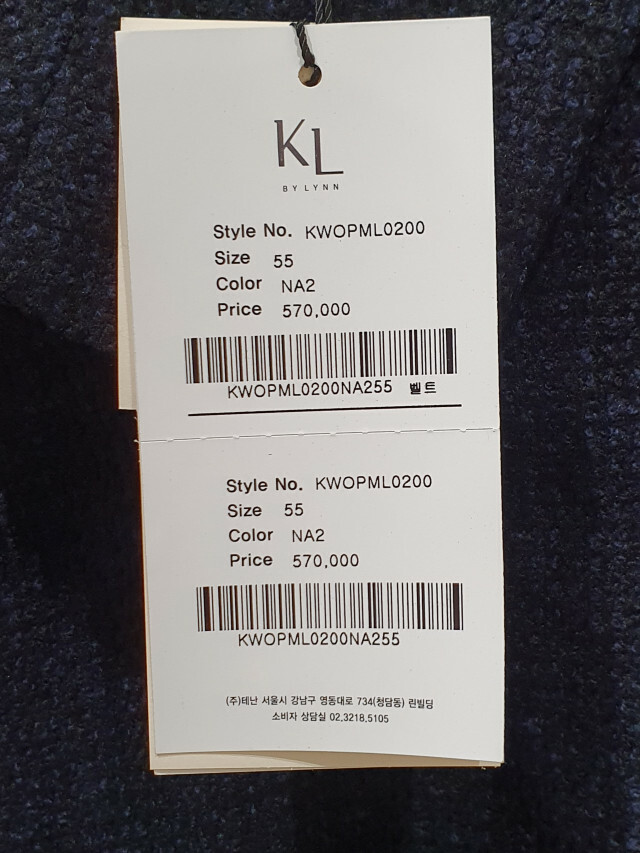 KL
BY LYNN
Style No. KWOPML0200
Size 55
Color NA2
Price 570,000
KWOPML0200NA255 벨트
Style No. KWOPML0200
Size 55
Color NA2
Price 570,000
KWOPML0200NA255
(주)테난 서울시 강남구 영동대로 734(청담동) 린빌딩
소비자 상담실 02.3218.5105